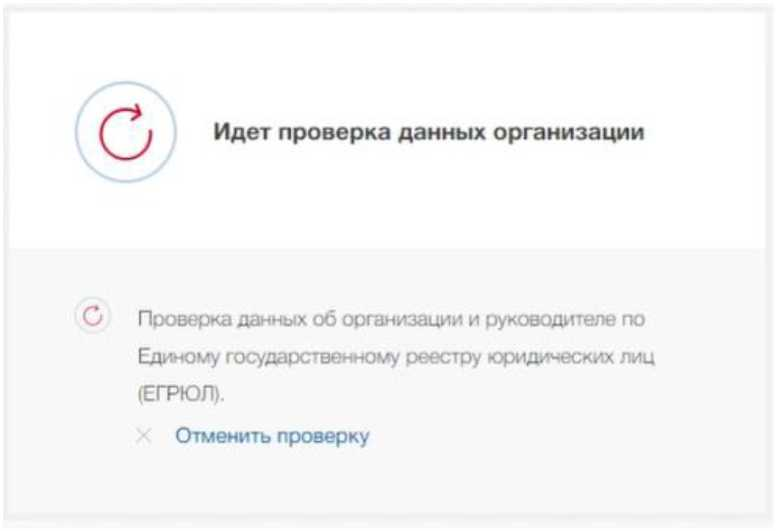 Идет проверка данных организации
Проверка данных об организации и руководителе по
Единому государственному реестру юридических лиц
(ЕГРЮЛ).
Отменить проверку